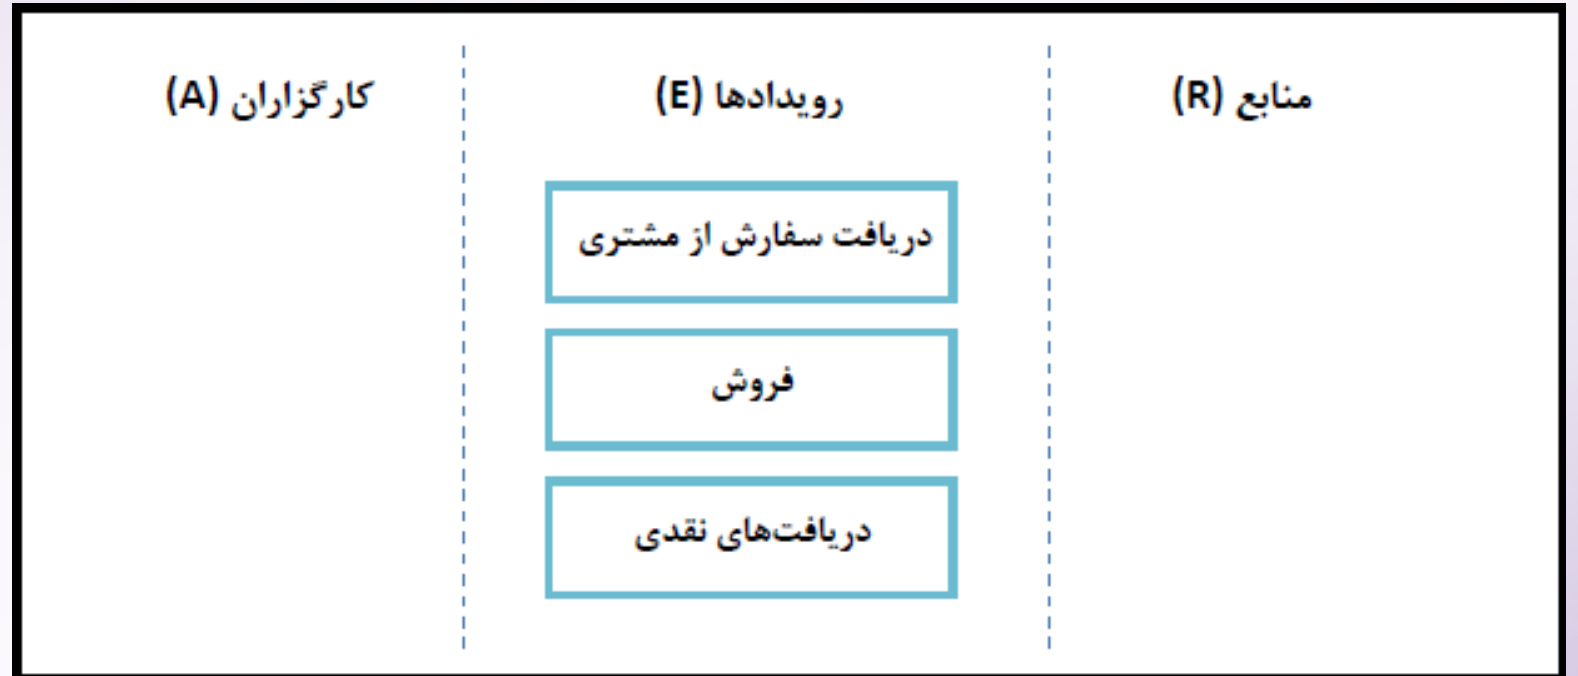 منابع (R)
رویدادها (E)
کارگزاران (A)
دریافت سفارش از مشتری
فروش
دریافت‌های نقدی